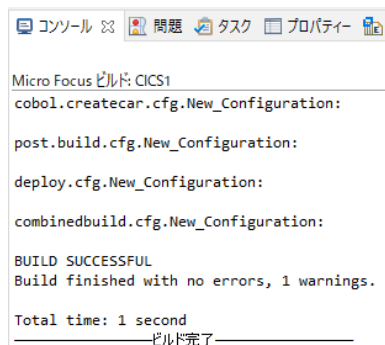 コンソール 問題 タスク プロパティー
Micro Focus ビルド: CICS1
cobol.createcar.cfg.New_Configuration:
post.build.cfg.New_Configuration:
deploy.cfg.New_Configuration:
combinedbuild.cfg.New_Configuration:
BUILD SUCCESSFUL
Build finished with no errors, 1 warnings.
Total time: 1 second
ビルド完了